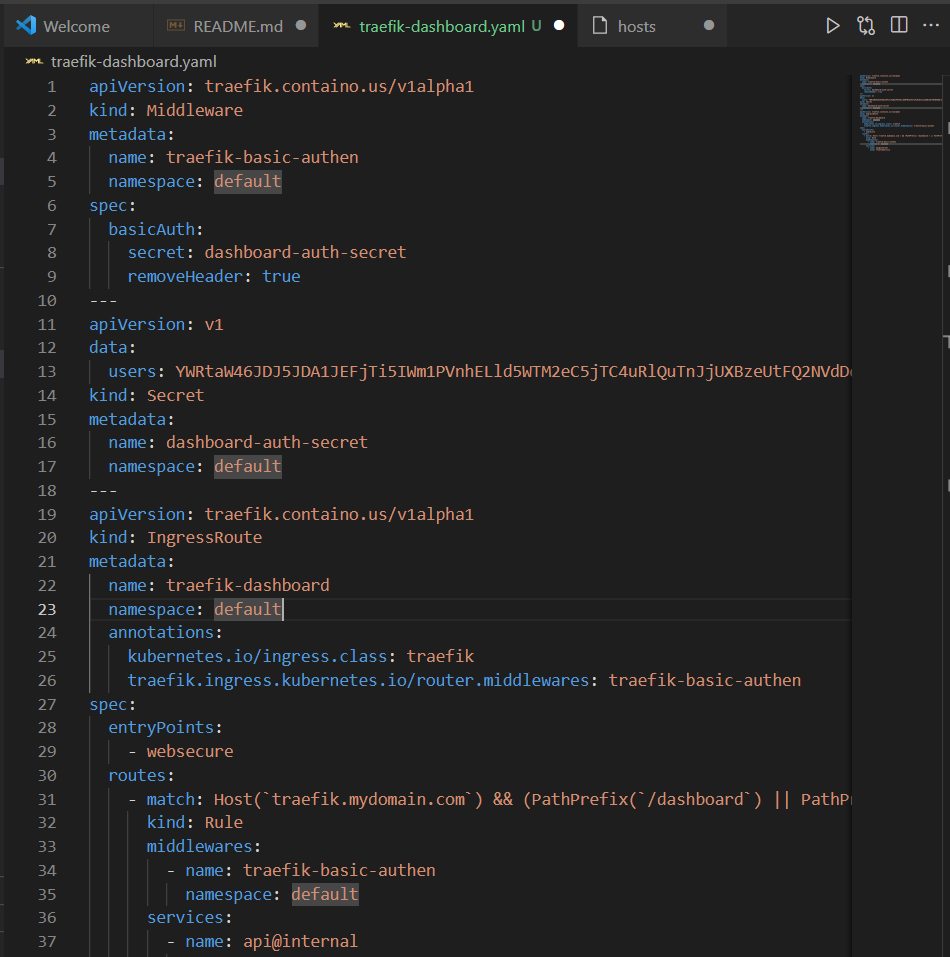 Welcome README.md traefik-dashboard.yaml U hosts
traefik-dashboard.yaml
1 apiVersion: traefik.containo.us/v1alpha1
2 kind: Middleware
3 metadata:
4 name: traefik-basic-authen
5 namespace: default
6 spec:
7 basicAuth:
8 secret: dashboard-auth-secret
9 removeHeader: true
10 ---
11 apiVersion: v1
12 data:
13 users:
14 kind: Secret
15 metadata:
16 name: dashboard-auth-secret
17 namespace: default
18 ---
19 apiVersion: traefik.containo.us/v1alpha1
20 kind: IngressRoute
21 metadata:
22 name: traefik-dashboard
23 namespace: default
24 annotations:
25 kubernetes.io/ingress.class: traefik
26 traefik.ingress.kubernetes.io/router.middlewares: traefik-basic-authen
27 spec:
28 entryPoints:
29 - websecure
30 routes:
31 - match: Host(`traefik.mydomain.com`) && (PathPrefix(`/dashboard`) || PathP
32 kind: Rule
33 middlewares:
34 - name: traefik-basic-authen
35 namespace: default
36 services:
37 - name: api@internal